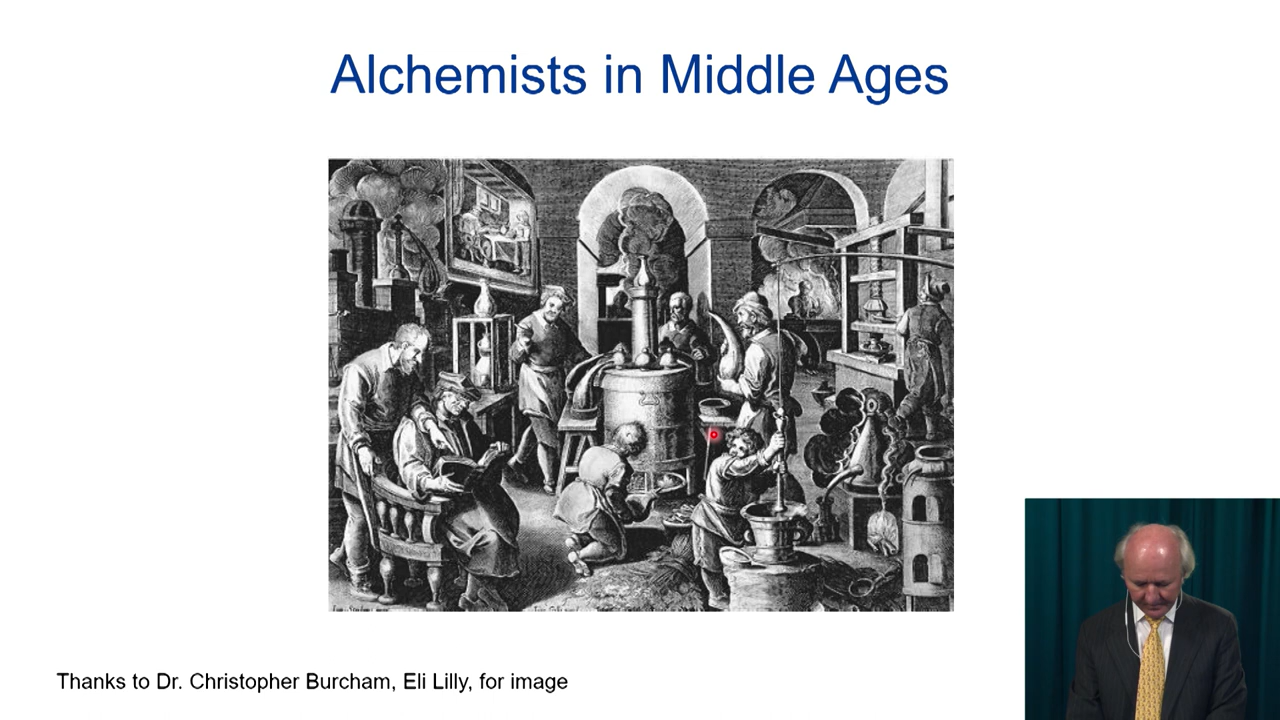 Alchemists in Middle Ages
Thanks to Dr. Christopher Burcham, Eli Lilly, for image